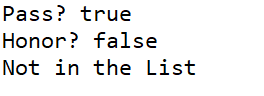 Pass? true
Honor? false
Not in the List